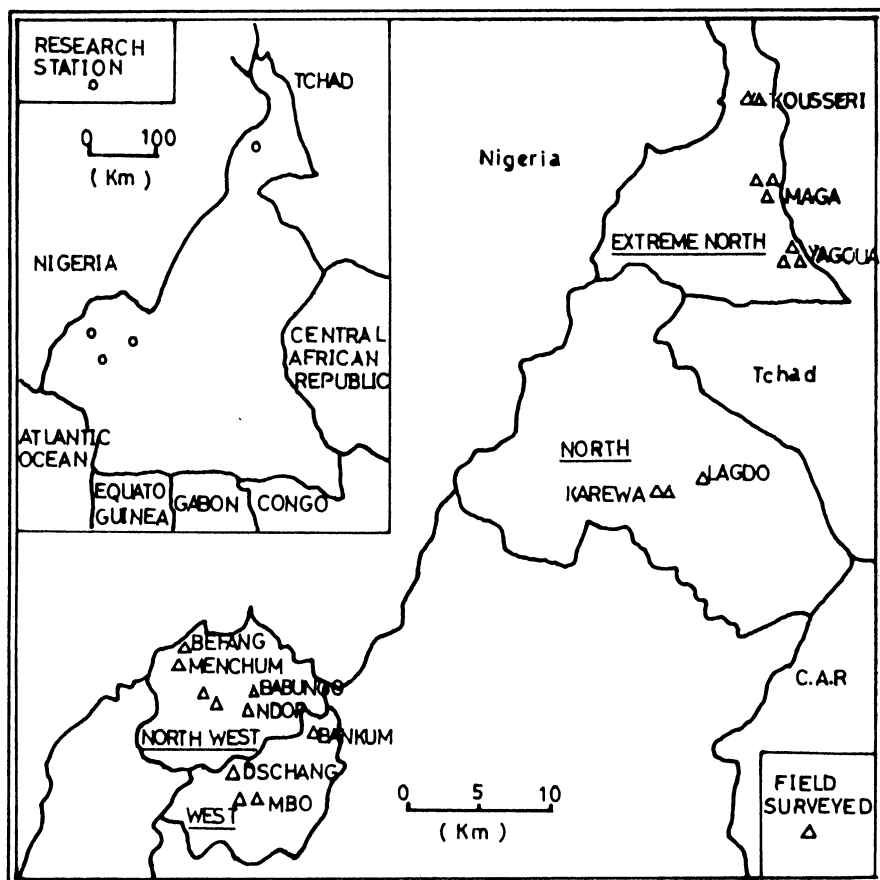 RESEARCH
STATION
0 100
( Km )
TCHAD
NIGERIA
CENTRAL
AFRICAN
REPUBLIC
ATLANTIC
OCEAN
EQUATO
GUINEA
GABON
CONGO
Nigeria
KOUSSERI
MAGA
EXTREME NORTH
YAGOUA
Tchad
NORTH
LAGDO
KAREWA
BEFANG
MENCHUM
BABUNGO
NDOP
NORTH WEST
BANKUM
DSCHANG
MBO
WEST
0 5 10
( Km )
C.A.R
FIELD
SURVEYED